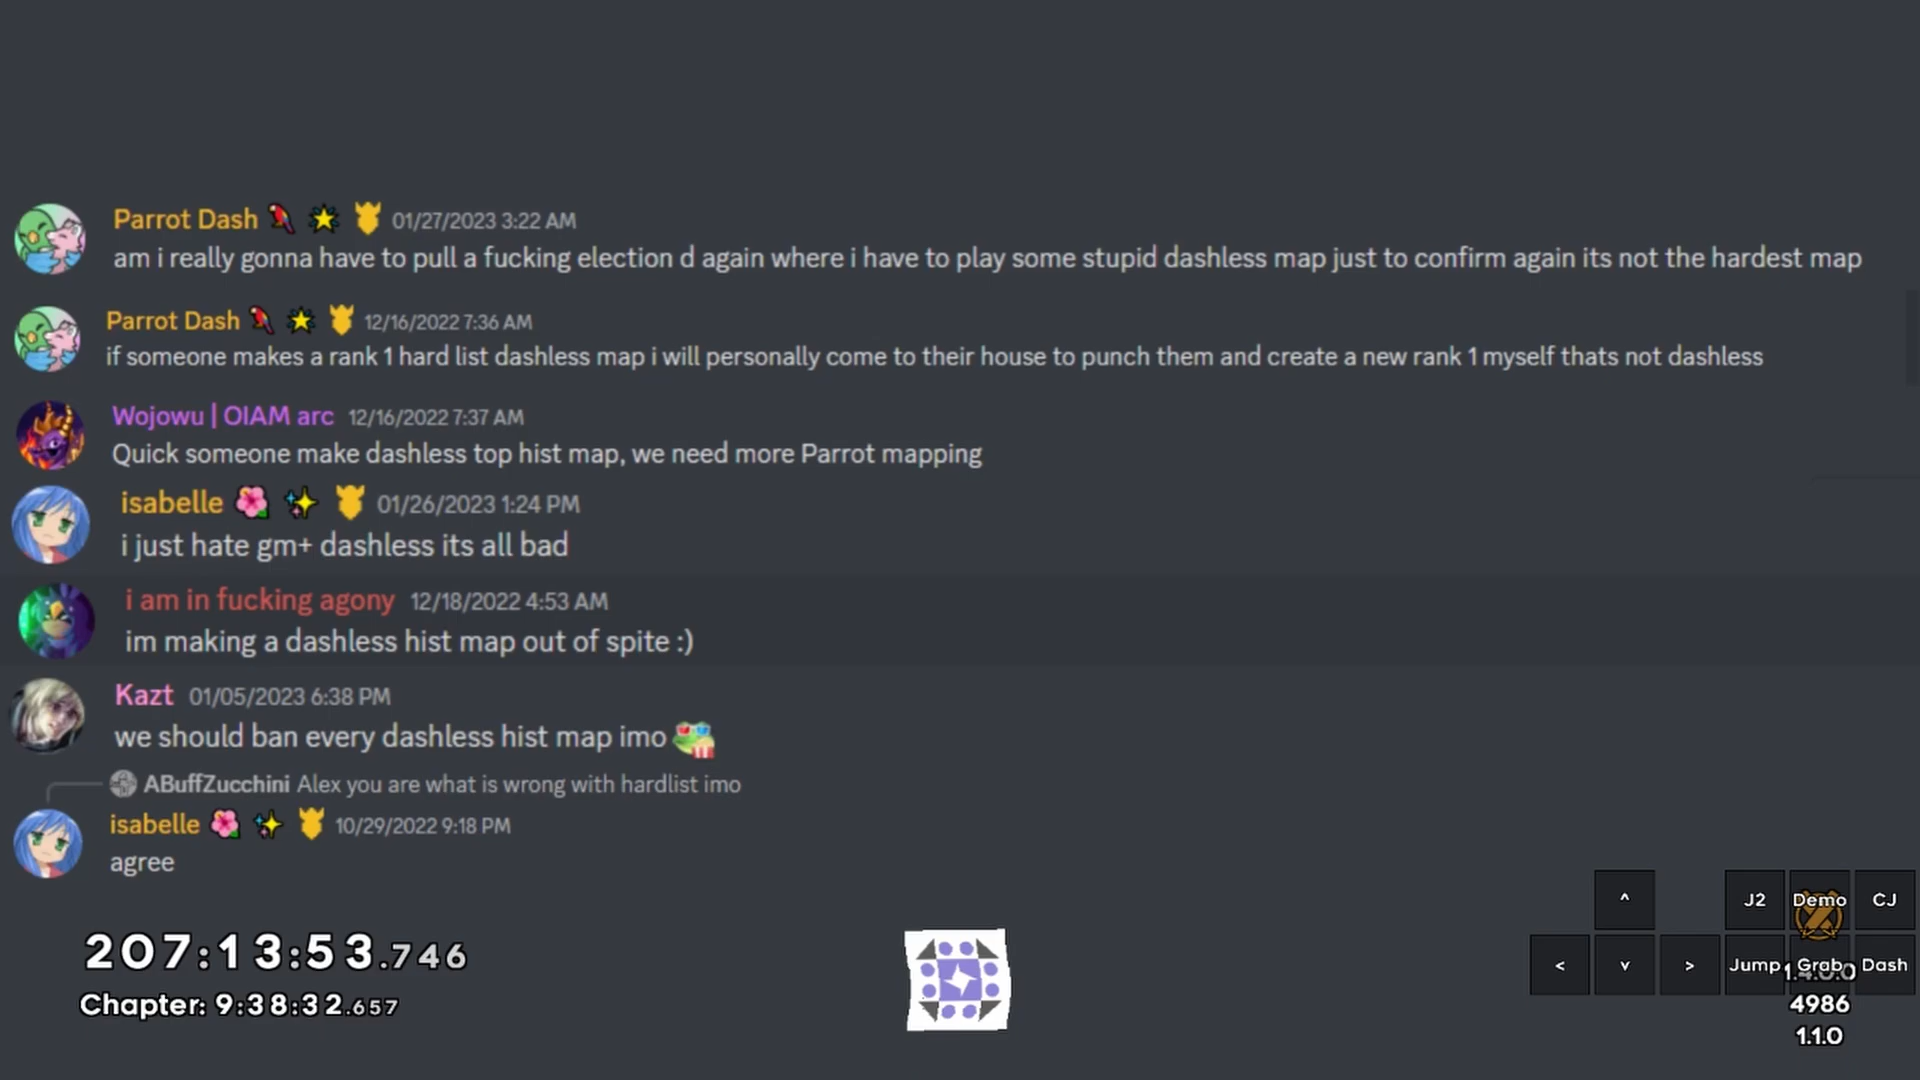 Parrot Dash 01/27/2023 3:22 AM
am i really gonna have to pull a fucking election d again where i have to play some stupid dashless map just to confirm again its not the hardest map
Parrot Dash 12/16/2022 7:36 AM
if someone makes a rank 1 hard list dashless map i will personally come to their house to punch them and create a new rank 1 myself thats not dashless
Wojowu | OIAM arc 12/16/2022 7:37 AM
Quick someone make dashless top hist map, we need more Parrot mapping
isabelle 01/26/2023 1:24 PM
i just hate gm+ dashless its all bad
i am in fucking agony 12/18/2022 4:53 AM
im making a dashless hist map out of spite :)
Kazt 01/05/2023 6:38 PM
we should ban every dashless hist map imo
ABuffZucchini Alex you are what is wrong with hardlist imo
isabelle 10/29/2022 9:18 PM
agree
207:13:53.746
Chapter: 9:38:32.657
^ J2 Demo CJ
< v > Jump Grab Dash
1.4.0.0
4986
1.1.0